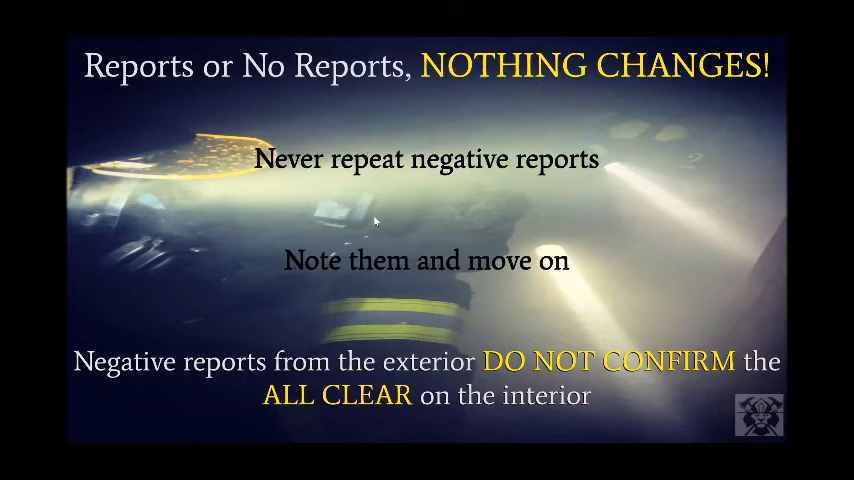 Reports or No Reports, NOTHING CHANGES!
Never repeat negative reports
Note them and move on
Negative reports from the exterior DO NOT CONFIRM the
ALL CLEAR on the interior